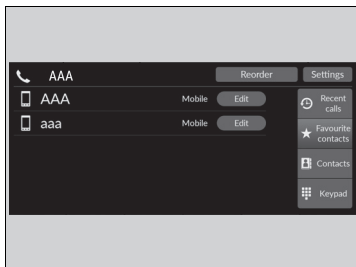 AAA Reorder Settings
AAA Mobile Edit
aaa Mobile Edit
Recent
calls
Favourite
contacts
Contacts
Keypad